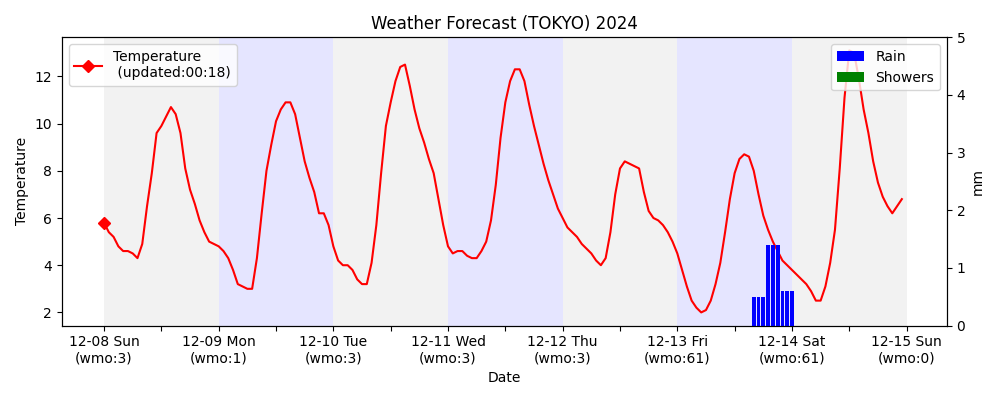 Weather Forecast (TOKYO) 2024
Temperature
(updated:00:18)
Rain
Showers
Temperature
12
10
8
6
4
2
5
4
3
2
1
0
mm
12-08 Sun
(wmo:3)
12-09 Mon
(wmo:1)
12-10 Tue
(wmo:3)
12-11 Wed
(wmo:3)
12-12 Thu
(wmo:3)
12-13 Fri
(wmo:61)
12-14 Sat
(wmo:61)
12-15 Sun
(wmo:0)
Date